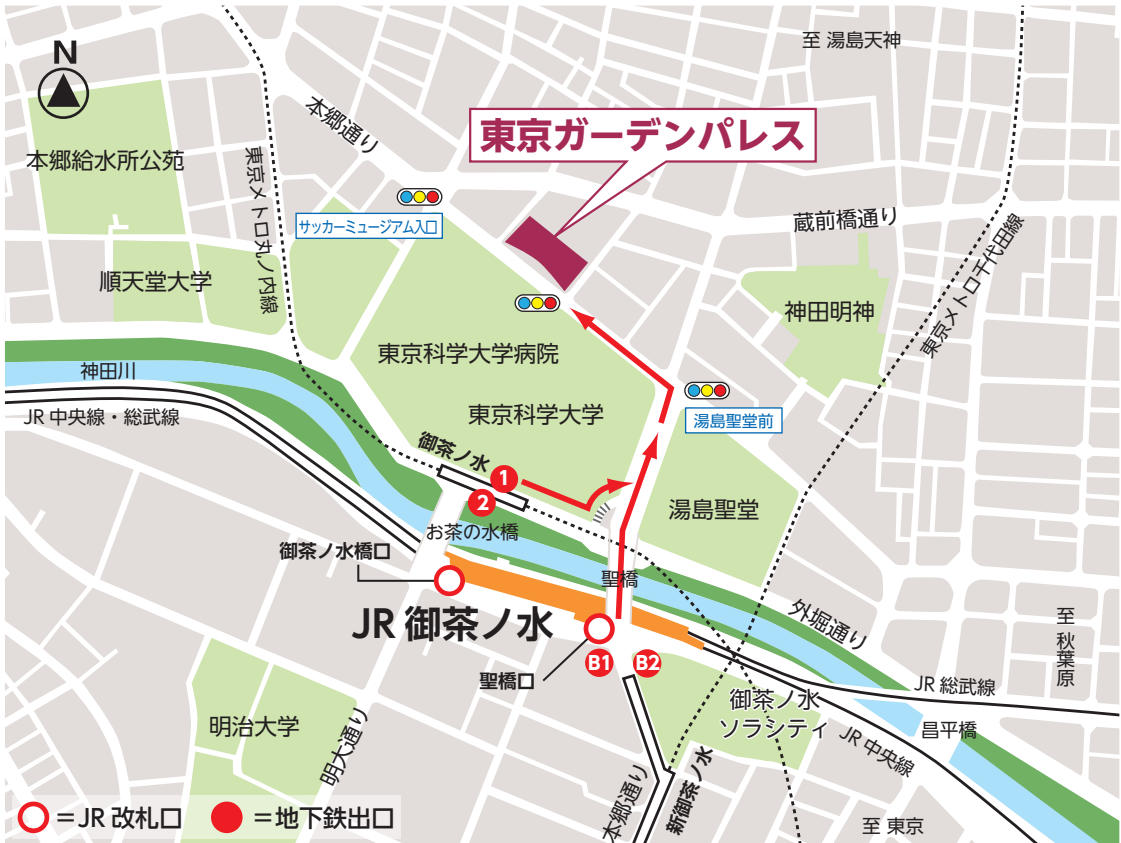 N
至 湯島天神
本郷通り
東京ガーデンパレス
本郷給水所公苑
東京メトロ丸ノ内線
サッカーミュージアム入口
蔵前橋通り
東京メトロ千代田線
順天堂大学
神田明神
東京科学大学病院
神田川
JR 中央線・総武線
東京科学大学
湯島聖堂前
御茶ノ水
1
2
湯島聖堂
お茶の水橋
御茶ノ水橋口
聖橋
JR 御茶ノ水
外堀通り
至 秋葉原
B1
B2
聖橋口
御茶ノ水
ソラシティ
JR 総武線
昌平橋
JR 中央線
明治大学
明大通り
本郷通り
新御茶ノ水
至 東京
=JR 改札口
=地下鉄出口